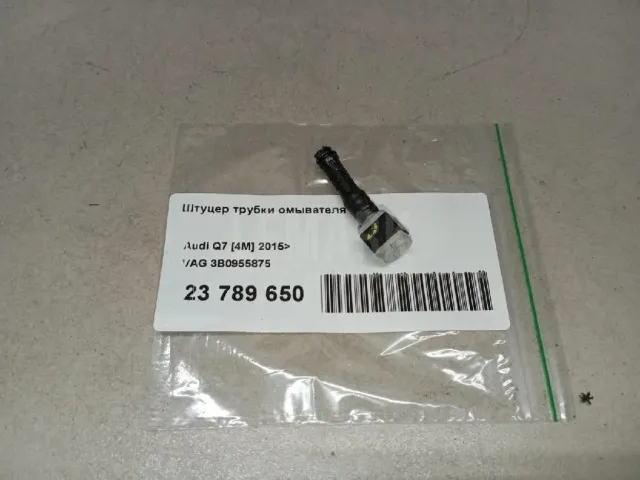 Штуцер трубки омывателя
Audi Q7 [4M] 2015>
VAG 3B0955875
23 789 650